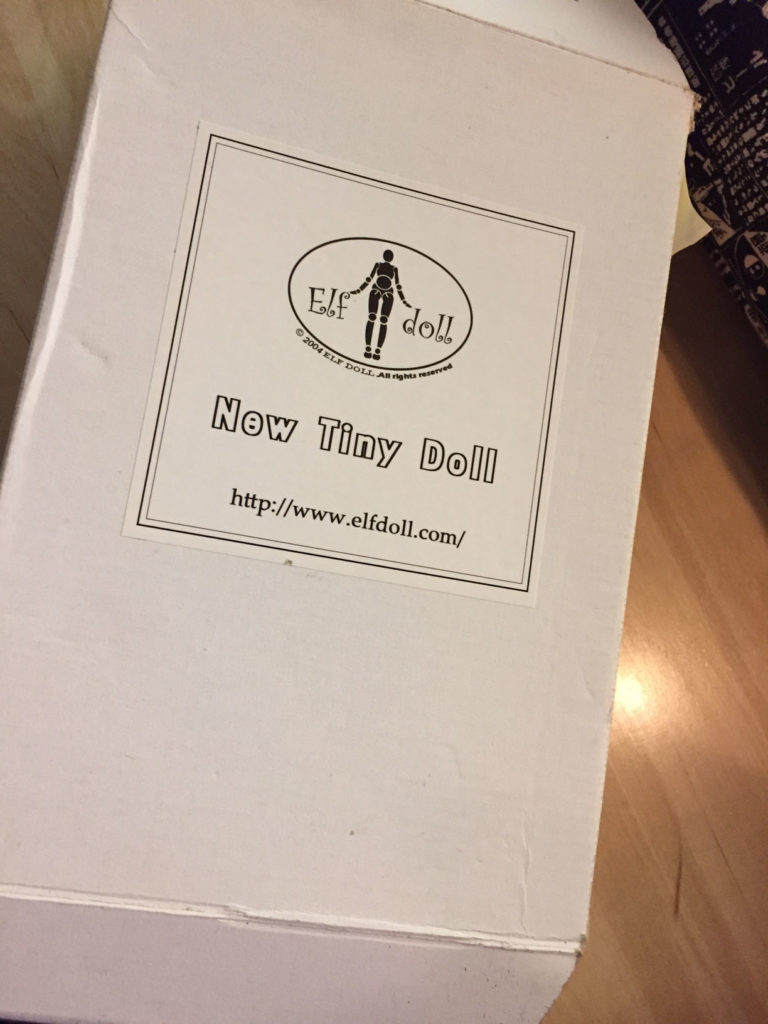 Elf doll
© 2004 ELF DOLL .All rights reserved
New Tiny Doll
http://www.elfdoll.com/